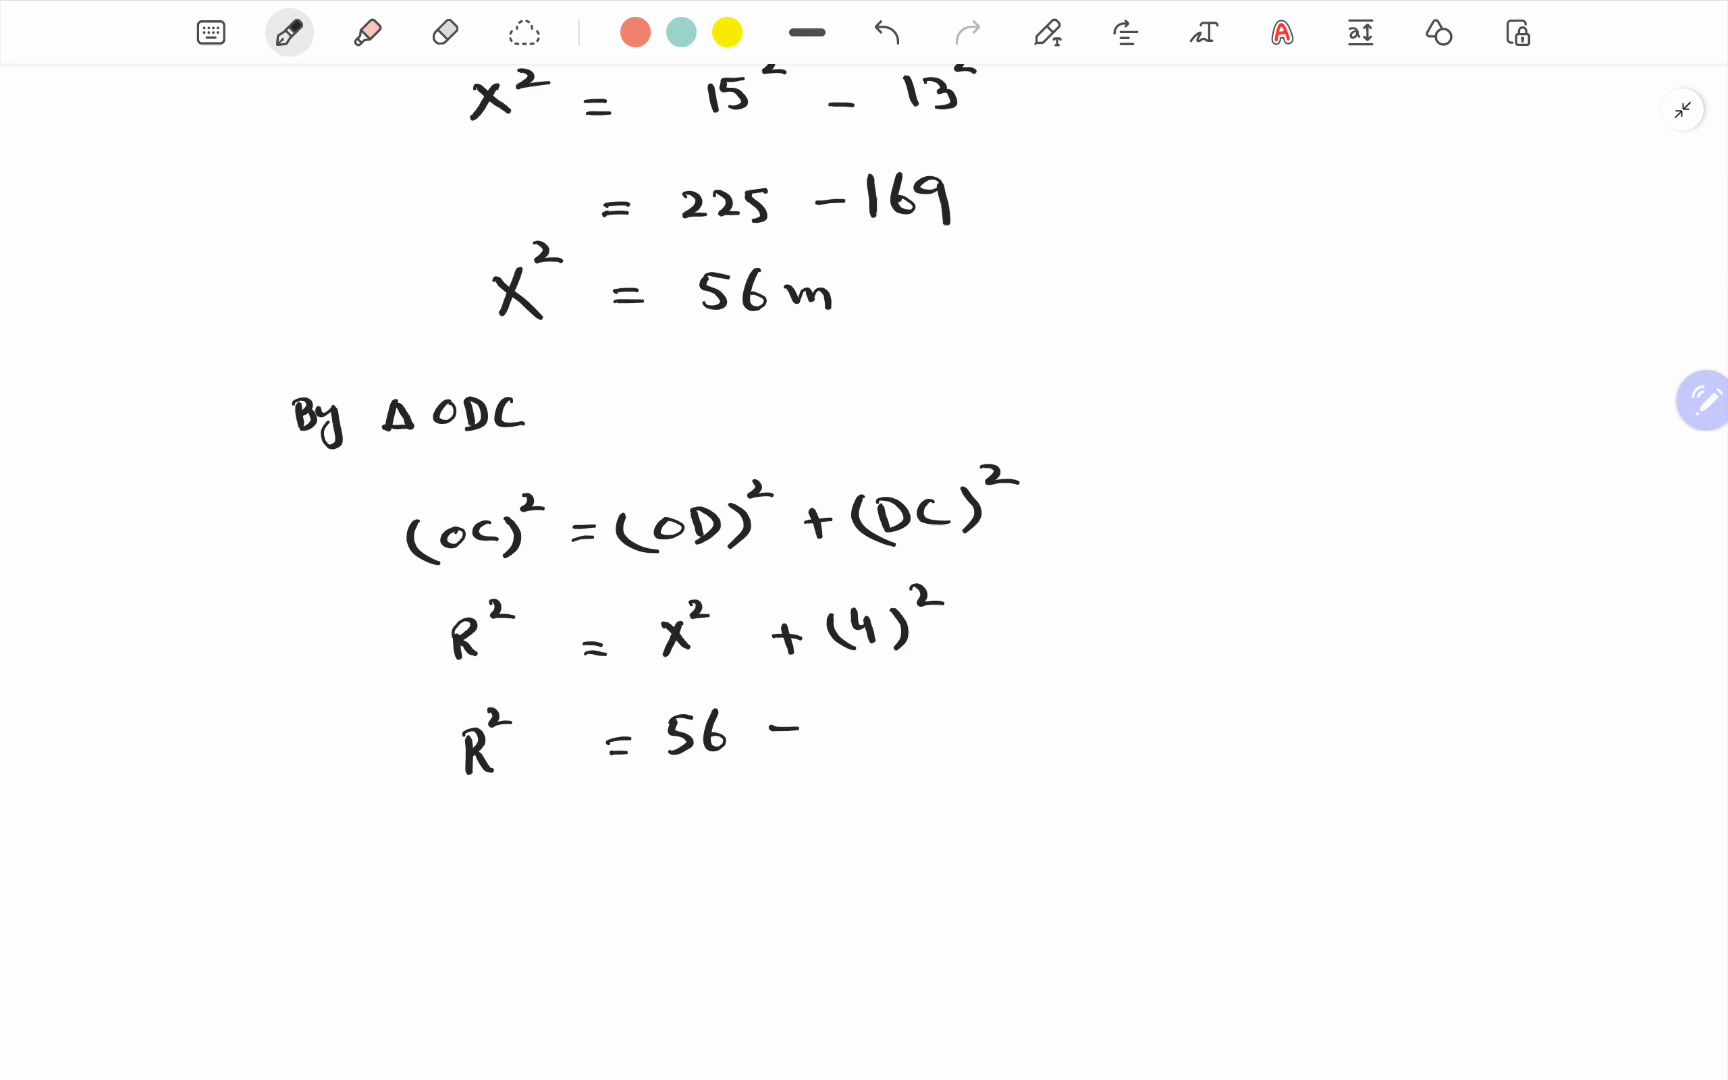 X² = 15² - 13²
= 225 - 169
X² = 56 m
By Δ ODC
(OC)² = (OD)² + (DC)²
R² = X² + (4)²
R² = 56 -